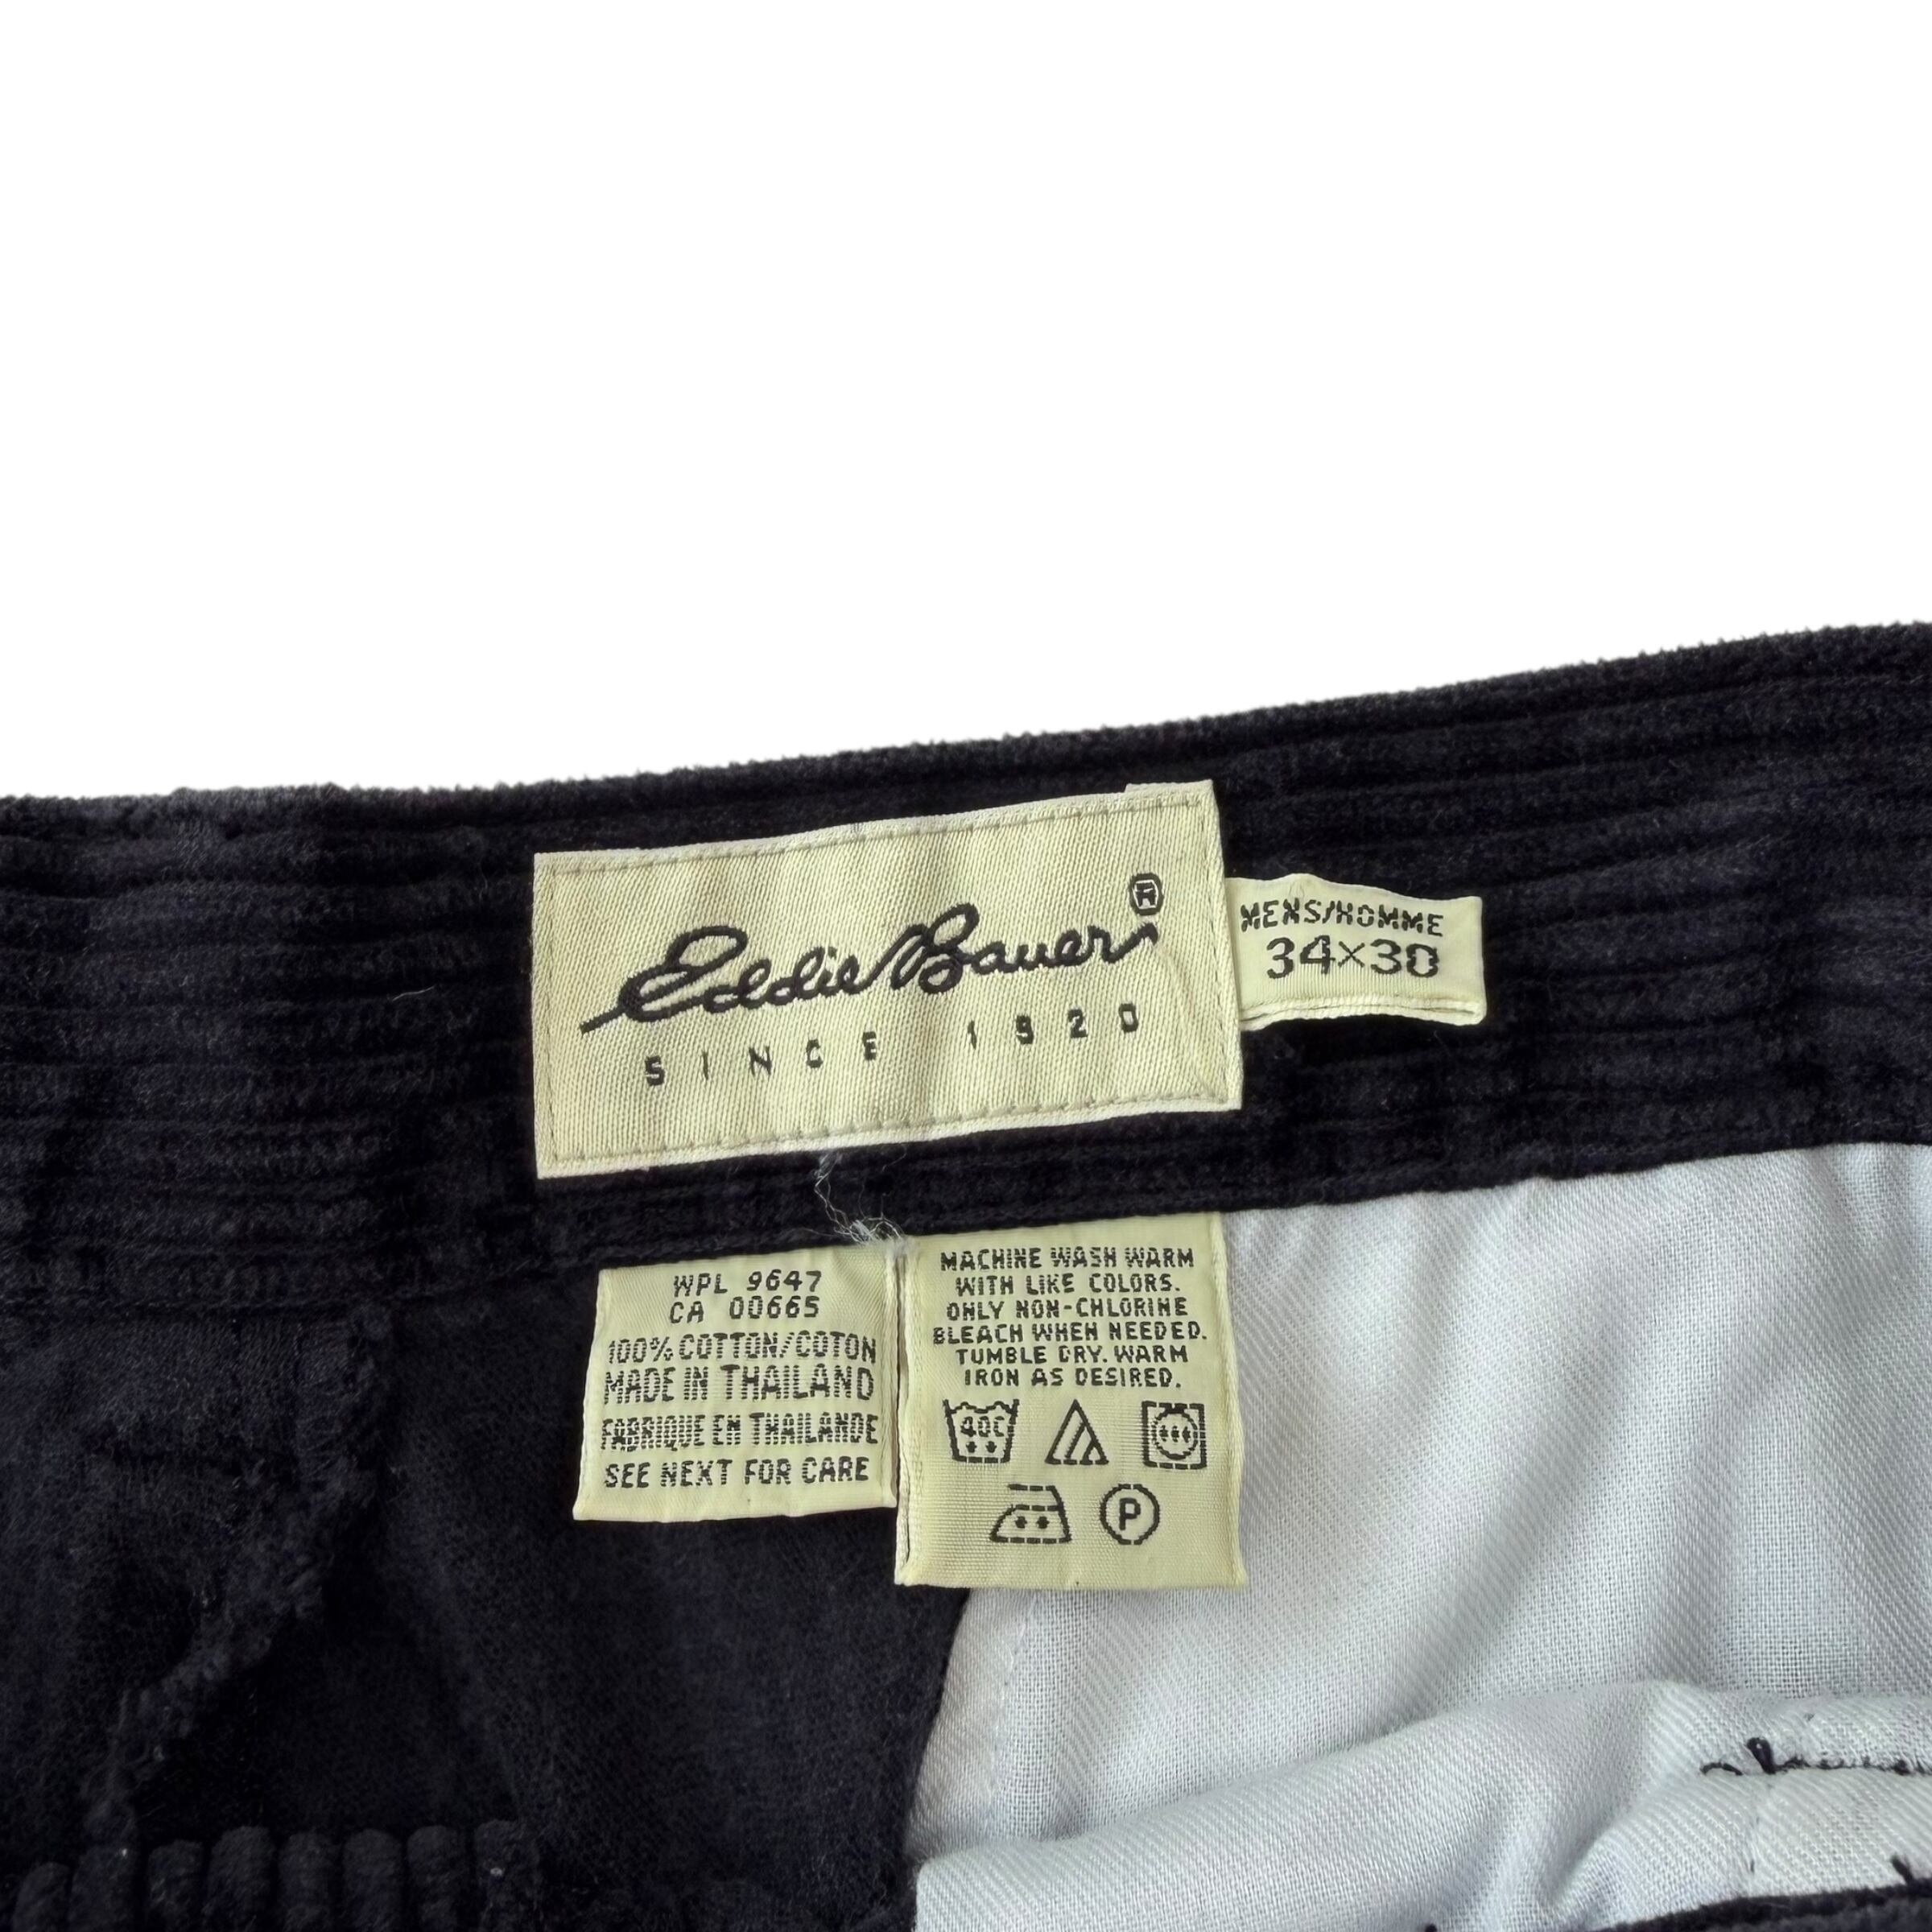 Eddie Bauer®
SINCE 1920
MENS/HOMME
34×30
WPL 9647
CA 00665
100% COTTON/COTON
MADE IN THAILAND
FABRIQUE EN THAILANDE
SEE NEXT FOR CARE
MACHINE WASH WARM
WITH LIKE COLORS.
ONLY NON-CHLORINE
BLEACH WHEN NEEDED.
TUMBLE DRY. WARM
IRON AS DESIRED.
40C
P